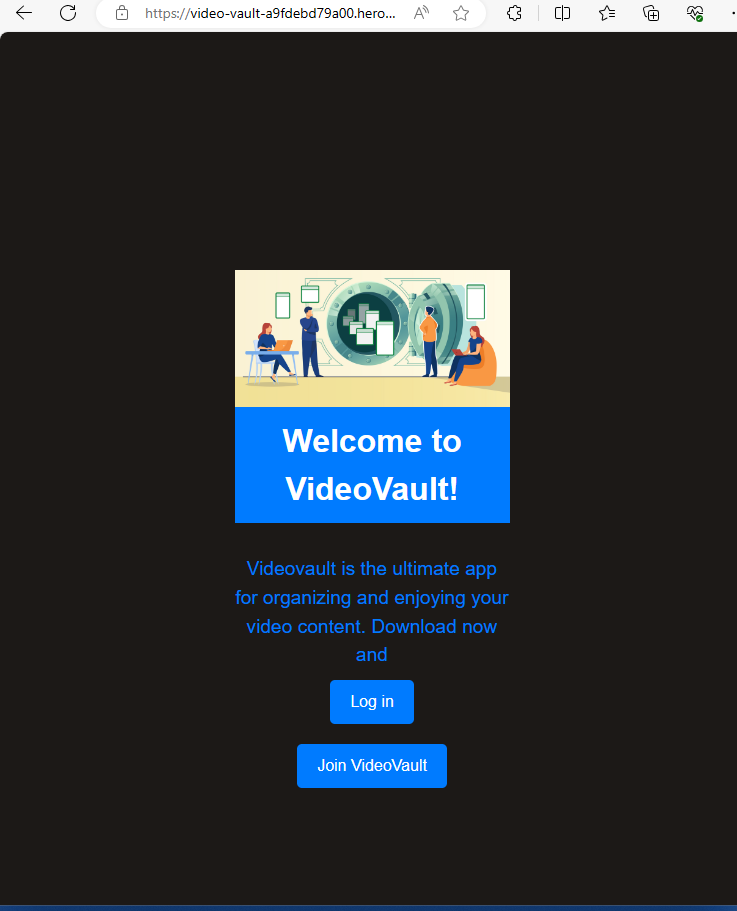 https://video-vault-a9fdebd79a00.hero...
Welcome to
VideoVault!
Videovault is the ultimate app
for organizing and enjoying your
video content. Download now
and
Log in
Join VideoVault